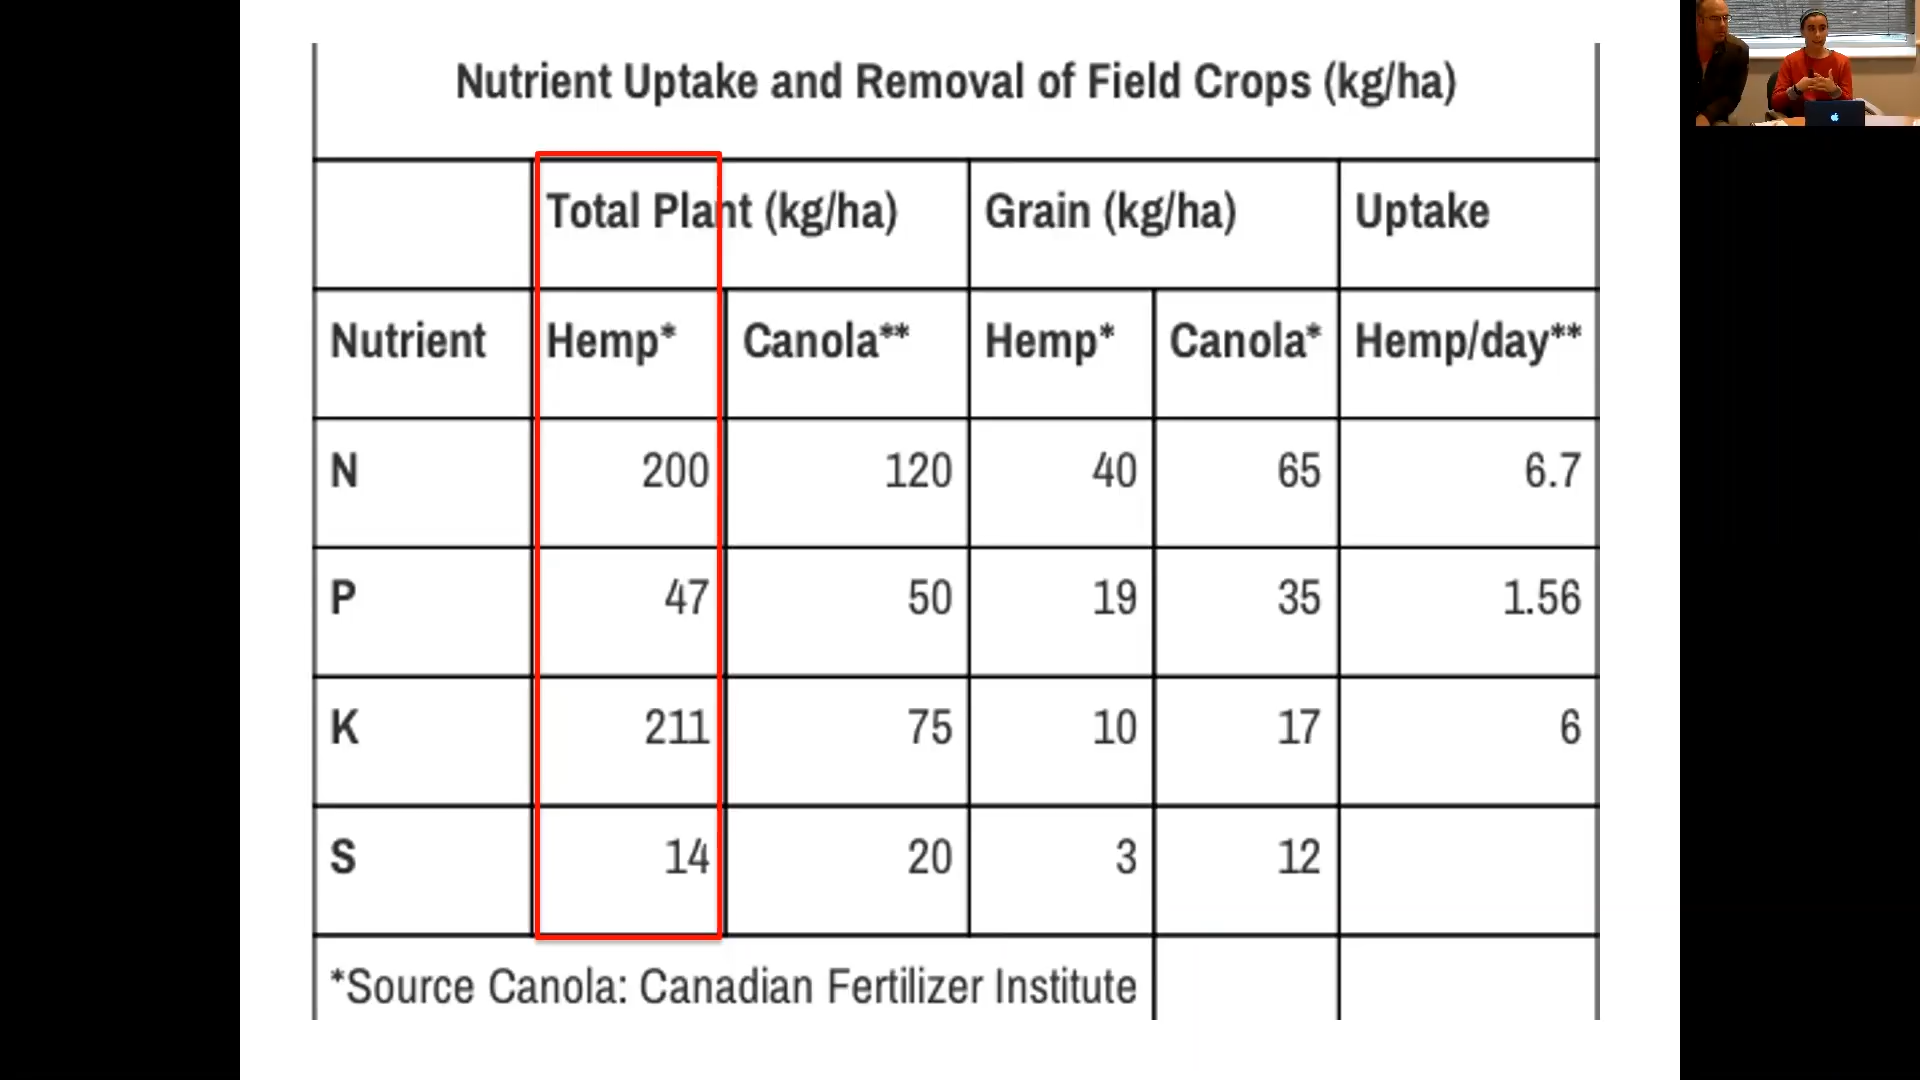 Nutrient Uptake and Removal of Field Crops (kg/ha)
Total Plant (kg/ha) Grain (kg/ha) Uptake
Nutrient Hemp* Canola** Hemp* Canola* Hemp/day**
N 200 120 40 65 6.7
P 47 50 19 35 1.56
K 211 75 10 17 6
S 14 20 3 12
*Source Canola: Canadian Fertilizer Institute